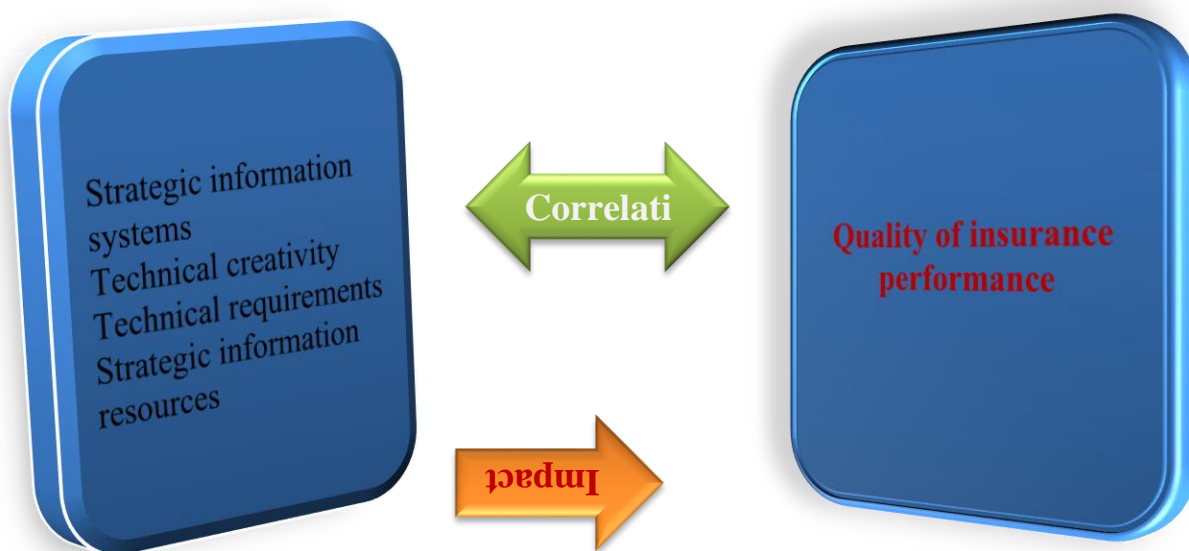 Strategic information
systems
Technical creativity
Technical requirements
Strategic information
resources
Correlati
Quality of insurance
performance
Impact